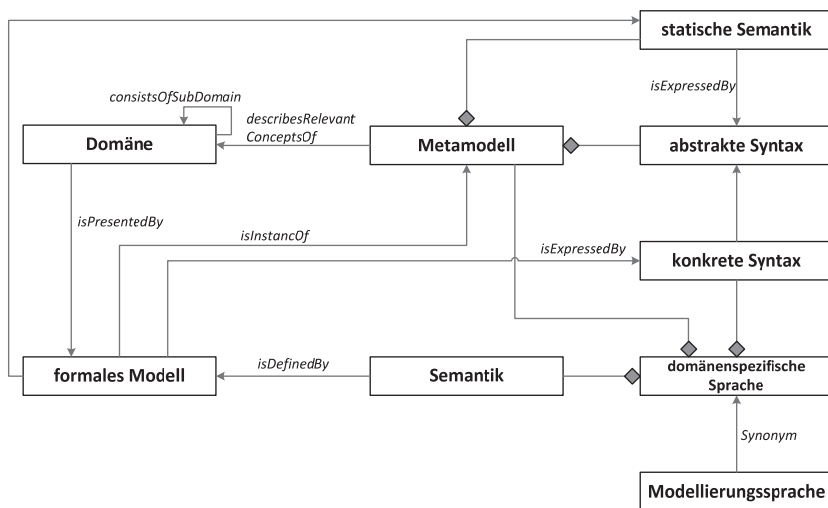 statische Semantik
isExpressedBy
consistsOfSubDomain
describesRelevant
ConceptsOf
Domäne
Metamodell
abstrakte Syntax
isPresentedBy
isInstancOf
isExpressedBy
konkrete Syntax
formales Modell
isDefinedBy
Semantik
domänenspezifische
Sprache
Synonym
Modellierungssprache